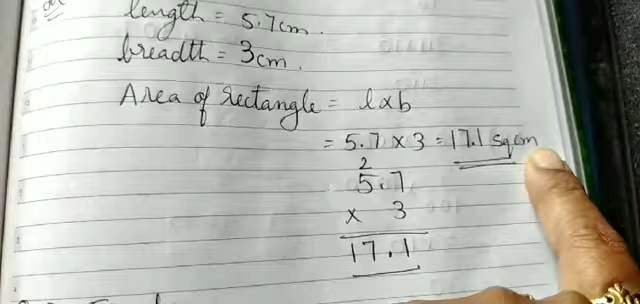 length = 5.7cm.
breadth = 3cm.
Area of rectangle = l x b
= 5.7 x 3 = 17.1 sq cm
2
5.7
x 3
17.1